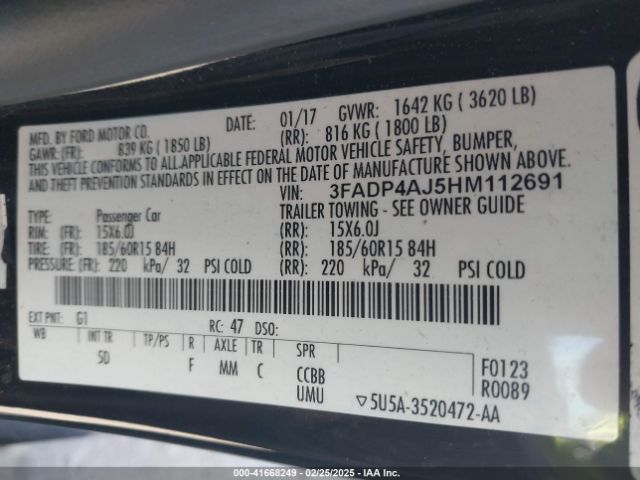 MFD. BY FORD MOTOR CO. DATE: 01/17 GVWR: 1642 KG ( 3620 LB)
GAWR: (FR): 839 KG ( 1850 LB) (RR): 816 KG ( 1800 LB)
THIS VEHICLE CONFORMS TO ALL APPLICABLE FEDERAL MOTOR VEHICLE SAFETY, BUMPER,
AND THEFT PREVENTION STANDARDS IN EFFECT ON THE DATE OF MANUFACTURE SHOWN ABOVE.
VIN: 3FADP4AJ5HM112691
TYPE: Passenger Car TRAILER TOWING - SEE OWNER GUIDE
RIM: (FR): 15X6.0J (RR): 15X6.0J
TIRE: (FR): 185/60R15 84H (RR): 185/60R15 84H
PRESSURE: (FR): 220 kPa/ 32 PSI COLD (RR): 220 kPa/ 32 PSI COLD
EXT PNT: G1 RC: 47 DSO:
WB INT TR TP/PS R AXLE TR SPR
5D F MM C CCBB
UMU
F0123
R0089
▽5U5A-3520472-AA
000-41668249 - 02/25/2025 - IAA